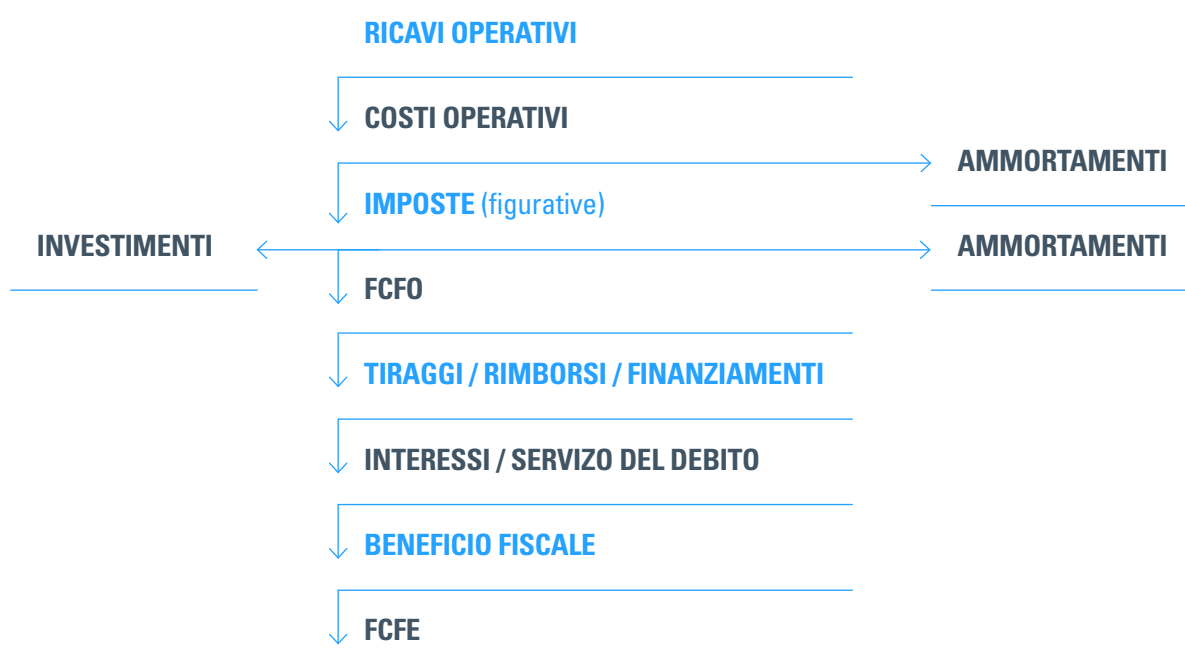 RICAVI OPERATIVI
COSTI OPERATIVI
AMMORTAMENTI
IMPOSTE (figurative)
INVESTIMENTI
AMMORTAMENTI
FCFO
TIRAGGI / RIMBORSI / FINANZIAMENTI
INTERESSI / SERVIZO DEL DEBITO
BENEFICIO FISCALE
FCFE